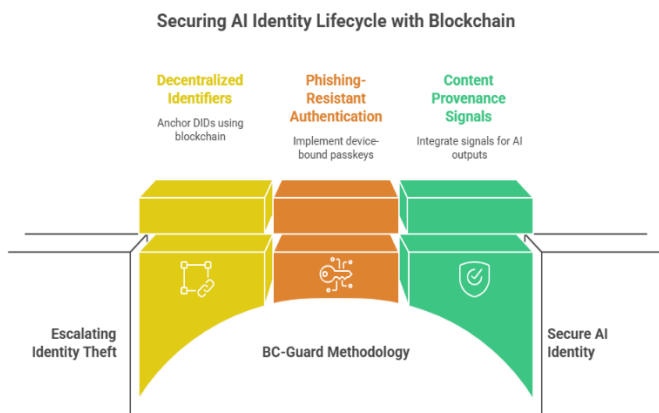 Securing AI Identity Lifecycle with Blockchain
Decentralized
Identifiers
Anchor DIDs using
blockchain
Phishing-
Resistant
Authentication
Implement device-
bound passkeys
Content
Provenance
Signals
Integrate signals for AI
outputs
Escalating
Identity Theft
BC-Guard Methodology
Secure AI
Identity